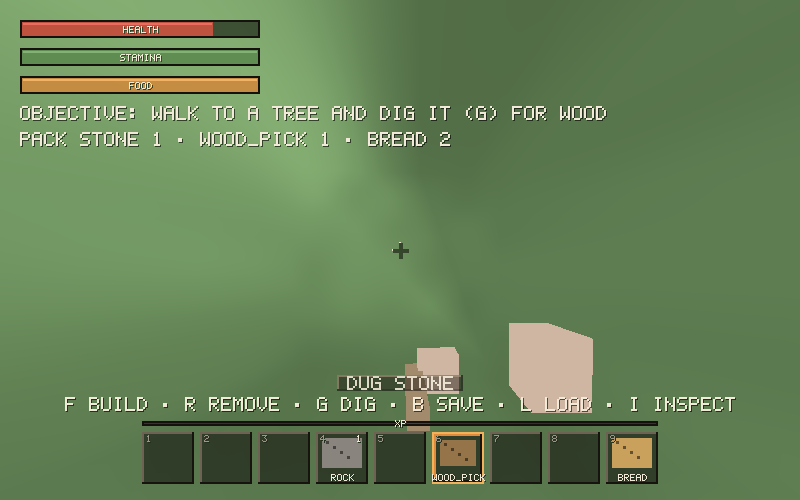 HEALTH
STAMINA
FOOD
OBJECTIVE: WALK TO A TREE AND DIG IT (G) FOR WOOD
PACK STONE 1 · WOOD_PICK 1 · BREAD 2
DUG STONE
F BUILD · R REMOVE · G DIG · B SAVE · L LOAD · I INSPECT
XP
1 2 3 4 1 5 6 7 8 9
ROCK WOOD_PICK BREAD